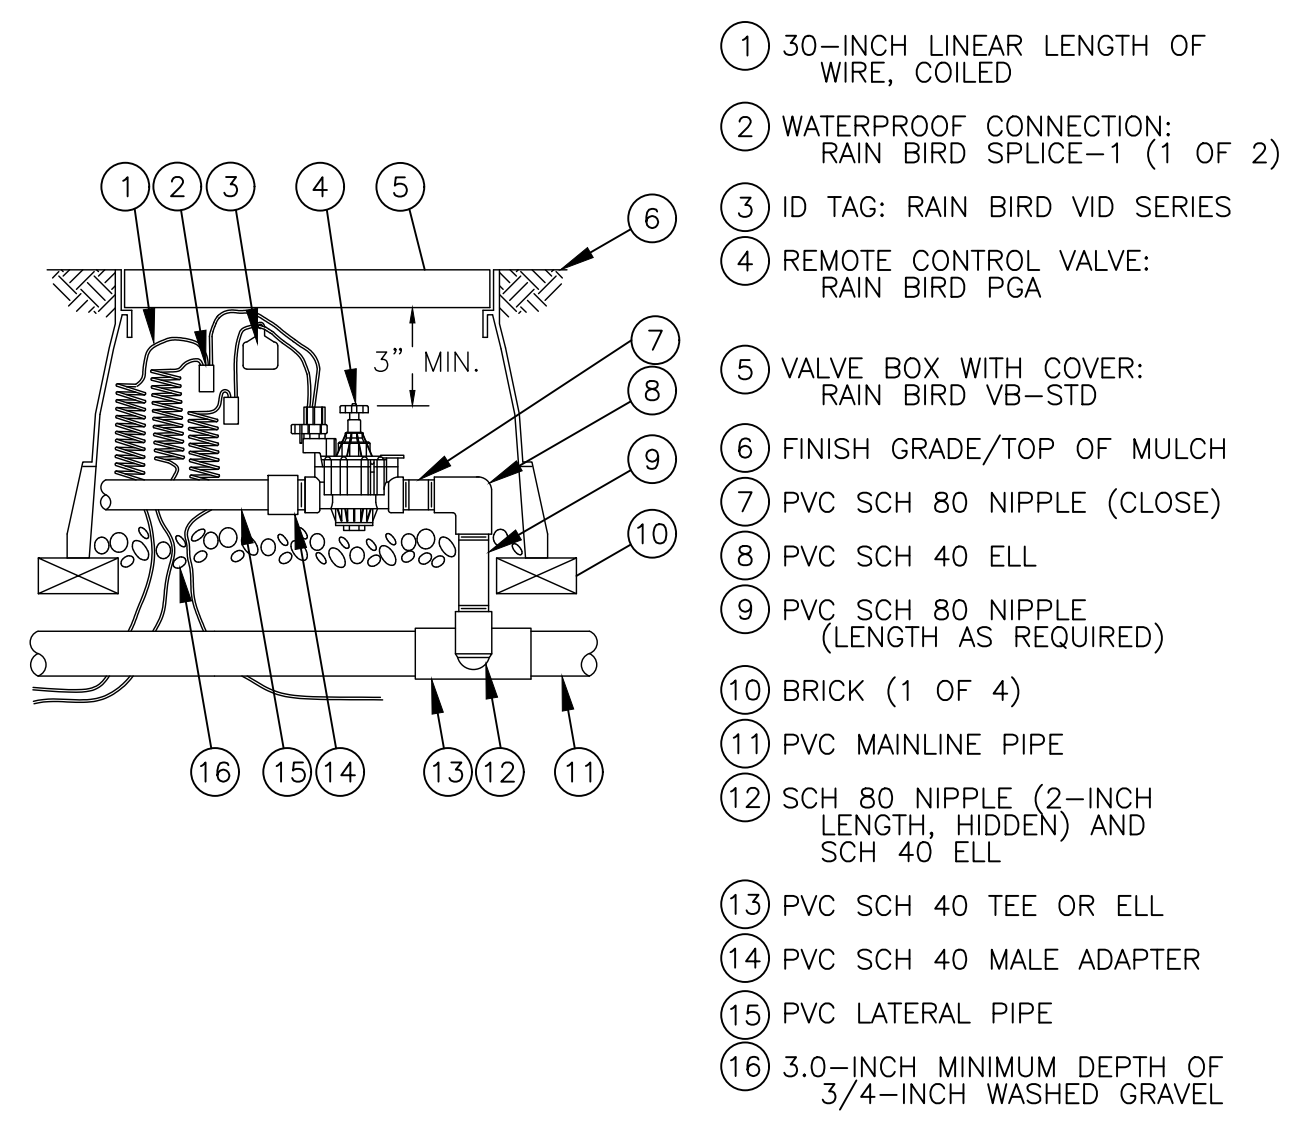 1 30-INCH LINEAR LENGTH OF
WIRE, COILED
2 WATERPROOF CONNECTION:
RAIN BIRD SPLICE-1 (1 OF 2)
3 ID TAG: RAIN BIRD VID SERIES
4 REMOTE CONTROL VALVE:
RAIN BIRD PGA
5 VALVE BOX WITH COVER:
RAIN BIRD VB-STD
6 FINISH GRADE/TOP OF MULCH
7 PVC SCH 80 NIPPLE (CLOSE)
8 PVC SCH 40 ELL
9 PVC SCH 80 NIPPLE
(LENGTH AS REQUIRED)
10 BRICK (1 OF 4)
11 PVC MAINLINE PIPE
12 SCH 80 NIPPLE (2-INCH
LENGTH, HIDDEN) AND
SCH 40 ELL
13 PVC SCH 40 TEE OR ELL
14 PVC SCH 40 MALE ADAPTER
15 PVC LATERAL PIPE
16 3.0-INCH MINIMUM DEPTH OF
3/4-INCH WASHED GRAVEL
1 2 3 4 5
6
3" MIN.
7
8
9
10
16 15 14 13 12 11